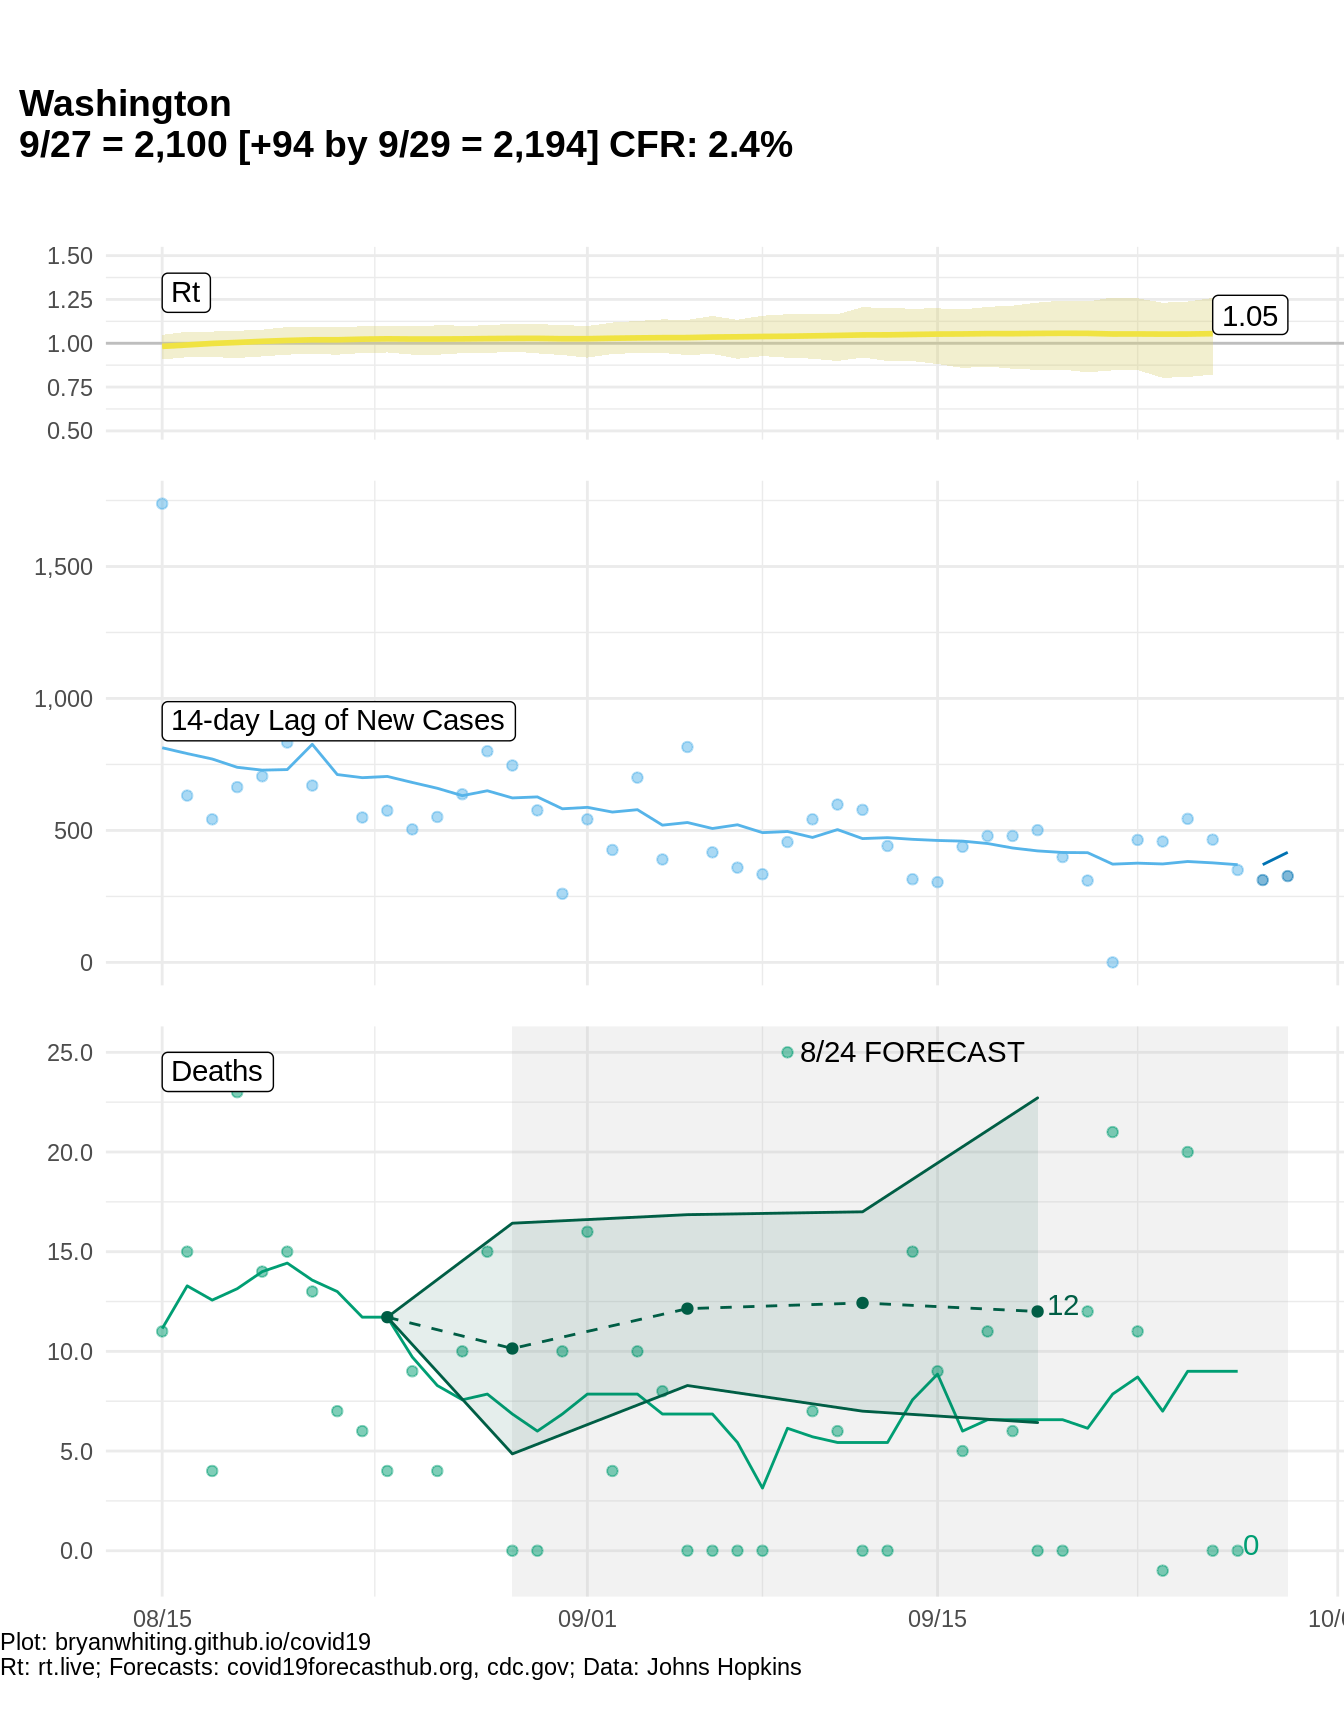 Washington
9/27 = 2,100 [+94 by 9/29 = 2,194] CFR: 2.4%
1.50
Rt
1.25
1.05
1.00
0.75
0.50
1,500
1,000
14-day Lag of New Cases
500
0
25.0
8/24 FORECAST
Deaths
20.0
15.0
12
10.0
5.0
0.0
0
08/15
09/01
09/15
10/0
Plot: bryanwhiting.github.io/covid19
Rt: rt.live; Forecasts: covid19forecasthub.org, cdc.gov; Data: Johns Hopkins